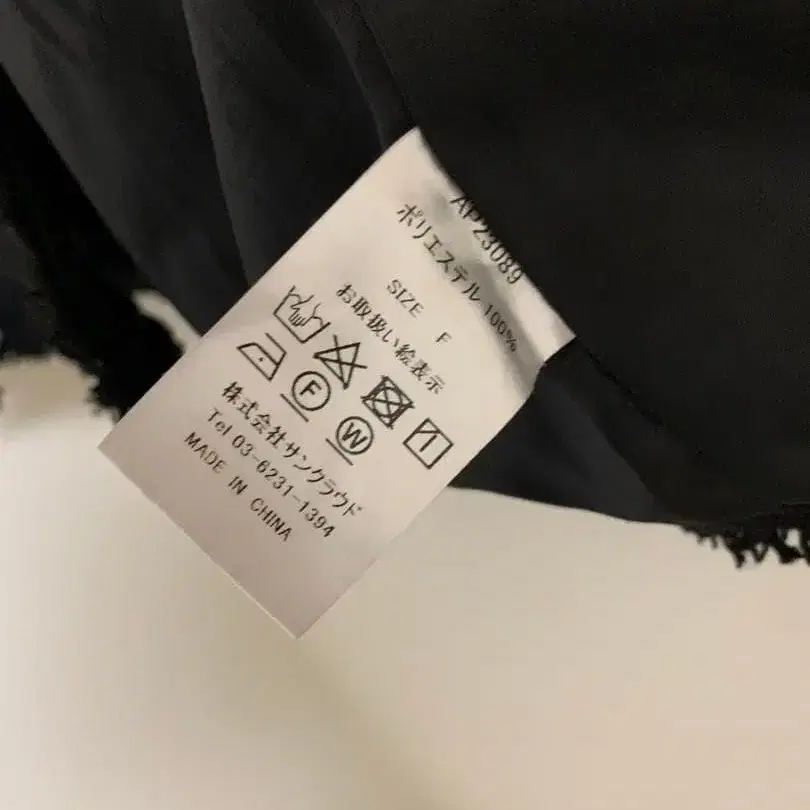 AP23089
ポリエステル 100%
SIZE F
お取扱い絵表示
F
W
株式会社サンクラウド
Tel 03-6231-1394
MADE IN CHINA